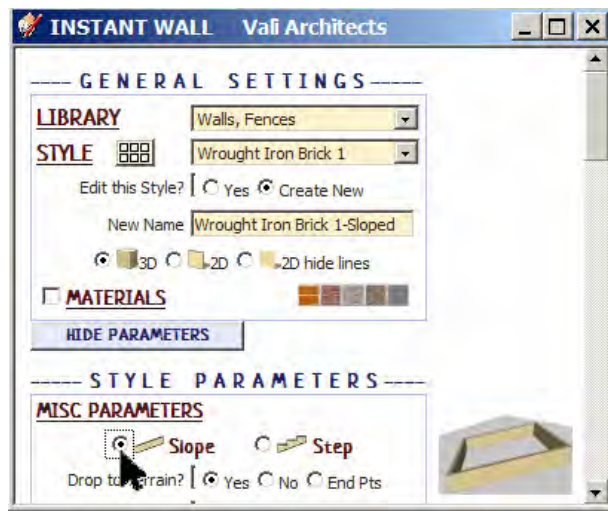 INSTANT WALL Vali Architects
---- GENERAL SETTINGS-----
LIBRARY Walls, Fences
STYLE Wrought Iron Brick 1
Edit this Style? [ Yes Create New
New Name Wrought Iron Brick 1-Sloped
3D 2D 2D hide lines
MATERIALS
HIDE PARAMETERS
----- STYLE PARAMETERS----
MISC PARAMETERS
Slope Step
Drop to Terrain? [ Yes No End Pts